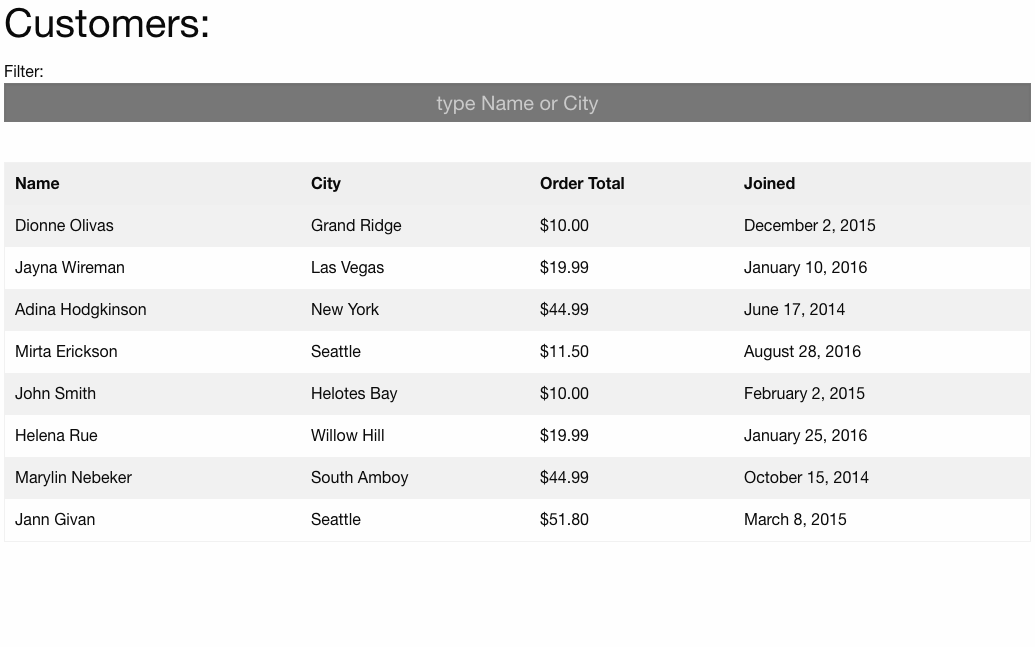 Customers:
Filter:
type Name or City
Name City Order Total Joined
Dionne Olivas Grand Ridge $10.00 December 2, 2015
Jayna Wireman Las Vegas $19.99 January 10, 2016
Adina Hodgkinson New York $44.99 June 17, 2014
Mirta Erickson Seattle $11.50 August 28, 2016
John Smith Helotes Bay $10.00 February 2, 2015
Helena Rue Willow Hill $19.99 January 25, 2016
Marylin Nebeker South Amboy $44.99 October 15, 2014
Jann Givan Seattle $51.80 March 8, 2015